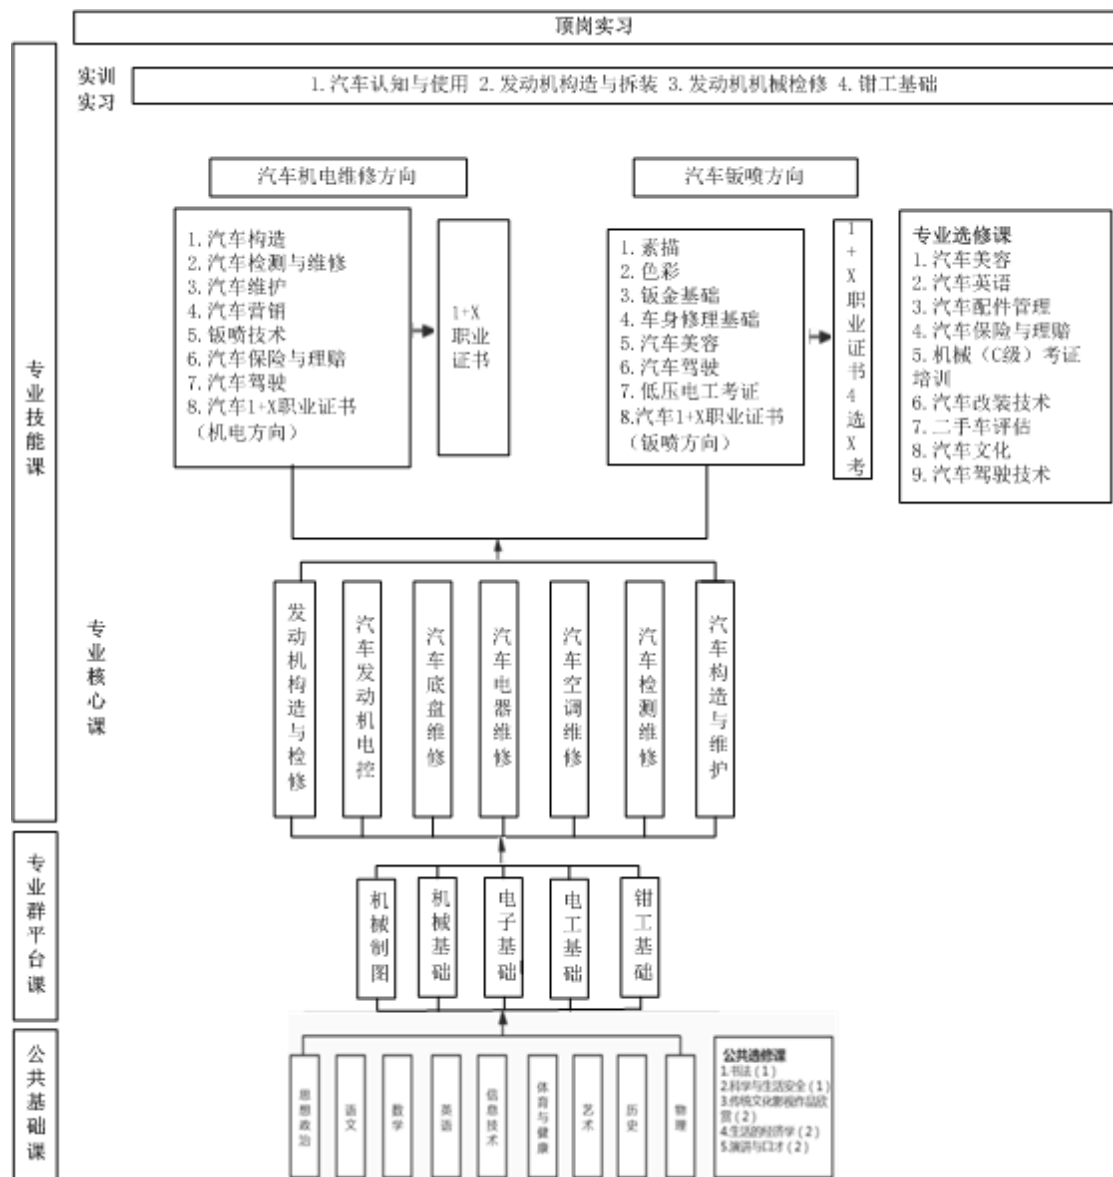 顶岗实习
实训
实习
1.汽车认知与使用 2.发动机构造与拆装 3.发动机机械检修 4.钳工基础
汽车机电维修方向
汽车钣喷方向
1.汽车构造
2.汽车检测与维修
3.汽车维护
4.汽车营销
5.钣喷技术
6.汽车保险与理赔
7.汽车驾驶
8.汽车1+X职业证书
（机电方向）
1+X
职业
证书
1.素描
2.色彩
3.钣金基础
4.车身修理基础
5.汽车美容
6.汽车驾驶
7.低压电工考证
8.汽车1+X职业证书
（钣喷方向）
1+X职业证书4选X考
专业选修课
1.汽车美容
2.汽车英语
3.汽车配件管理
4.汽车保险与理赔
5.机械（C级）考证
培训
6.汽车改装技术
7.二手车评估
8.汽车文化
9.汽车驾驶技术
专业技能课
专业核心课
发动机构造与检修
汽车发动机电控
汽车底盘维修
汽车电器维修
汽车空调维修
汽车检测维修
汽车构造与维护
专业群平台课
机械制图
机械基础
电子基础
电工基础
钳工基础
公共基础课
思想政治
语文
数学
英语
信息技术
体育与健康
艺术
历史
物理
公共选修课
1.书法(1)
2.科学与生活安全(1)
3.传统文化影视作品欣
赏(2)
4.生活的经济学(2)
5.演讲与口才(2)